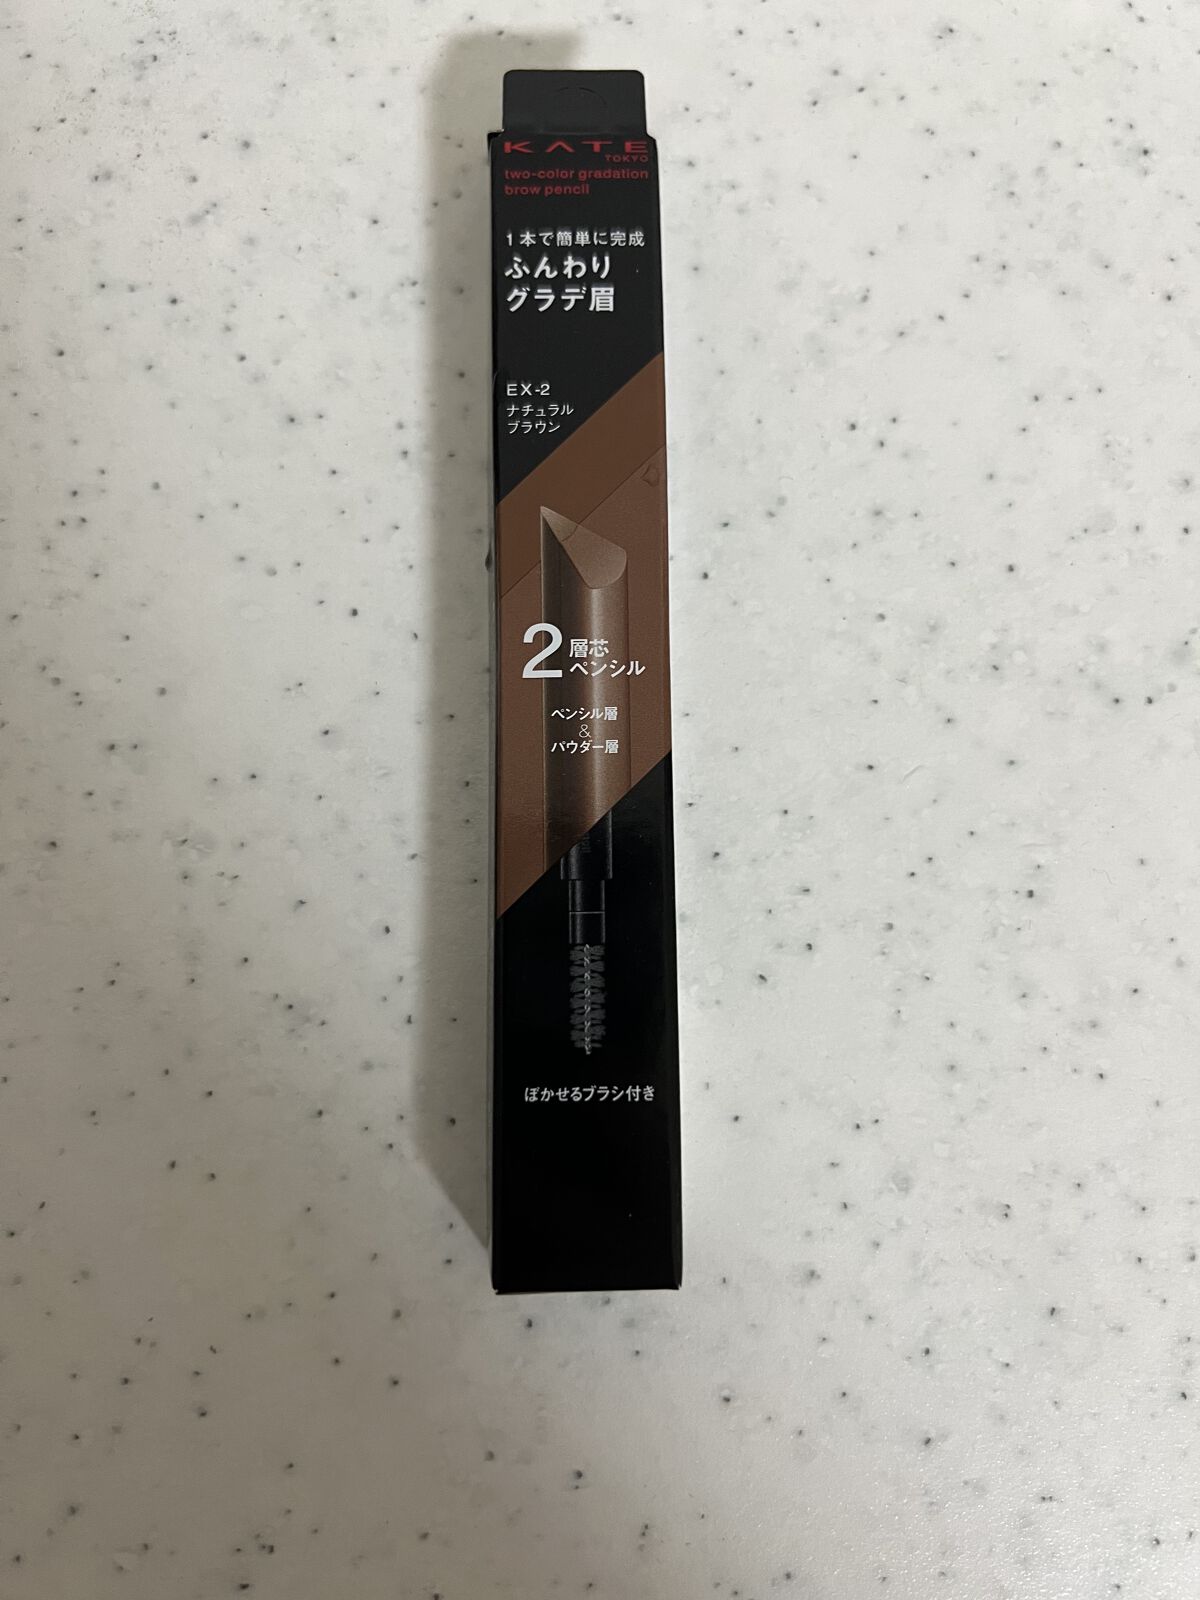 KATE
TOKYO
two-color gradation
brow pencil
1本で簡単に完成
ふんわり
グラデ眉
EX-2
ナチュラル
ブラウン
2層芯
ペンシル
ペンシル層
&
パウダー層
ぼかせるブラシ付き